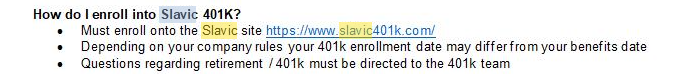 How do I enroll into Slavic 401K?
• Must enroll onto the Slavic site https://www.slavic401k.com/
• Depending on your company rules your 401k enrollment date may differ from your benefits date
• Questions regarding retirement / 401k must be directed to the 401k team